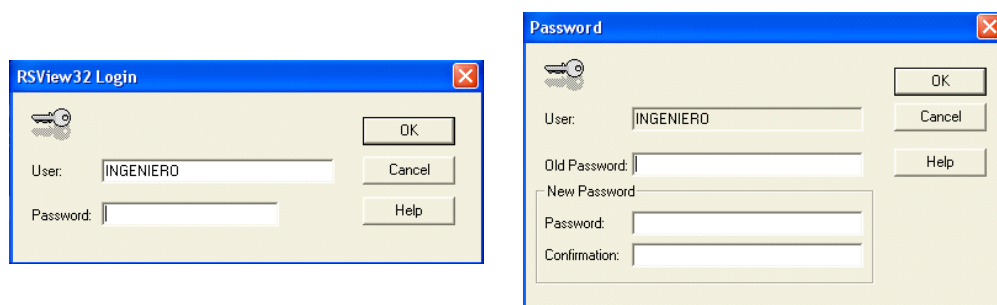 RSView32 Login
OK
User: INGENIERO
Cancel
Password:
Help
Password
OK
User: INGENIERO
Cancel
Old Password:
Help
New Password
Password:
Confirmation: